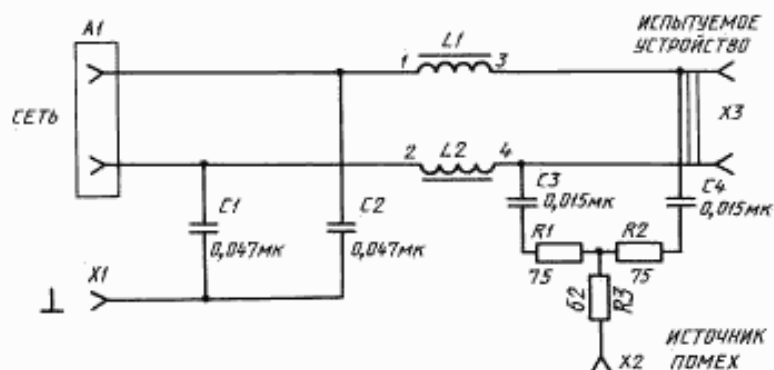 A1
L1
ИСПЫТУЕМОЕ
УСТРОЙСТВО
1
3
СЕТЬ
X3
2
L2
4
C3
0,015мк
C4
0,015мк
C1
0,047мк
C2
0,047мк
R1
75
R2
75
X1
62
R3
X2
ИСТОЧНИК
ПОМЕХ